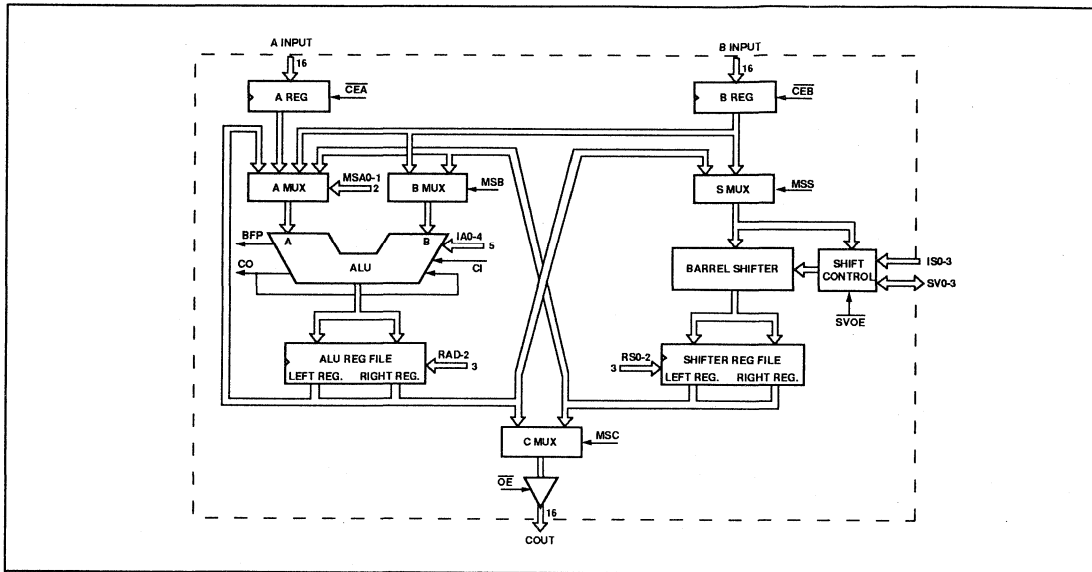 A INPUT
B INPUT
16
16
A REG
CEA
B REG
CEB
A MUX
MSA0-1
2
B MUX
MSB
S MUX
MSS
BFP
A
B
IA0-4
5
CO
ALU
CI
BARREL SHIFTER
SHIFT
CONTROL
IS0-3
SV0-3
SVOE
ALU REG FILE
LEFT REG. RIGHT REG.
RAD-2
3
RS0-2
3
SHIFTER REG FILE
LEFT REG. RIGHT REG.
C MUX
MSC
OE
16
COUT